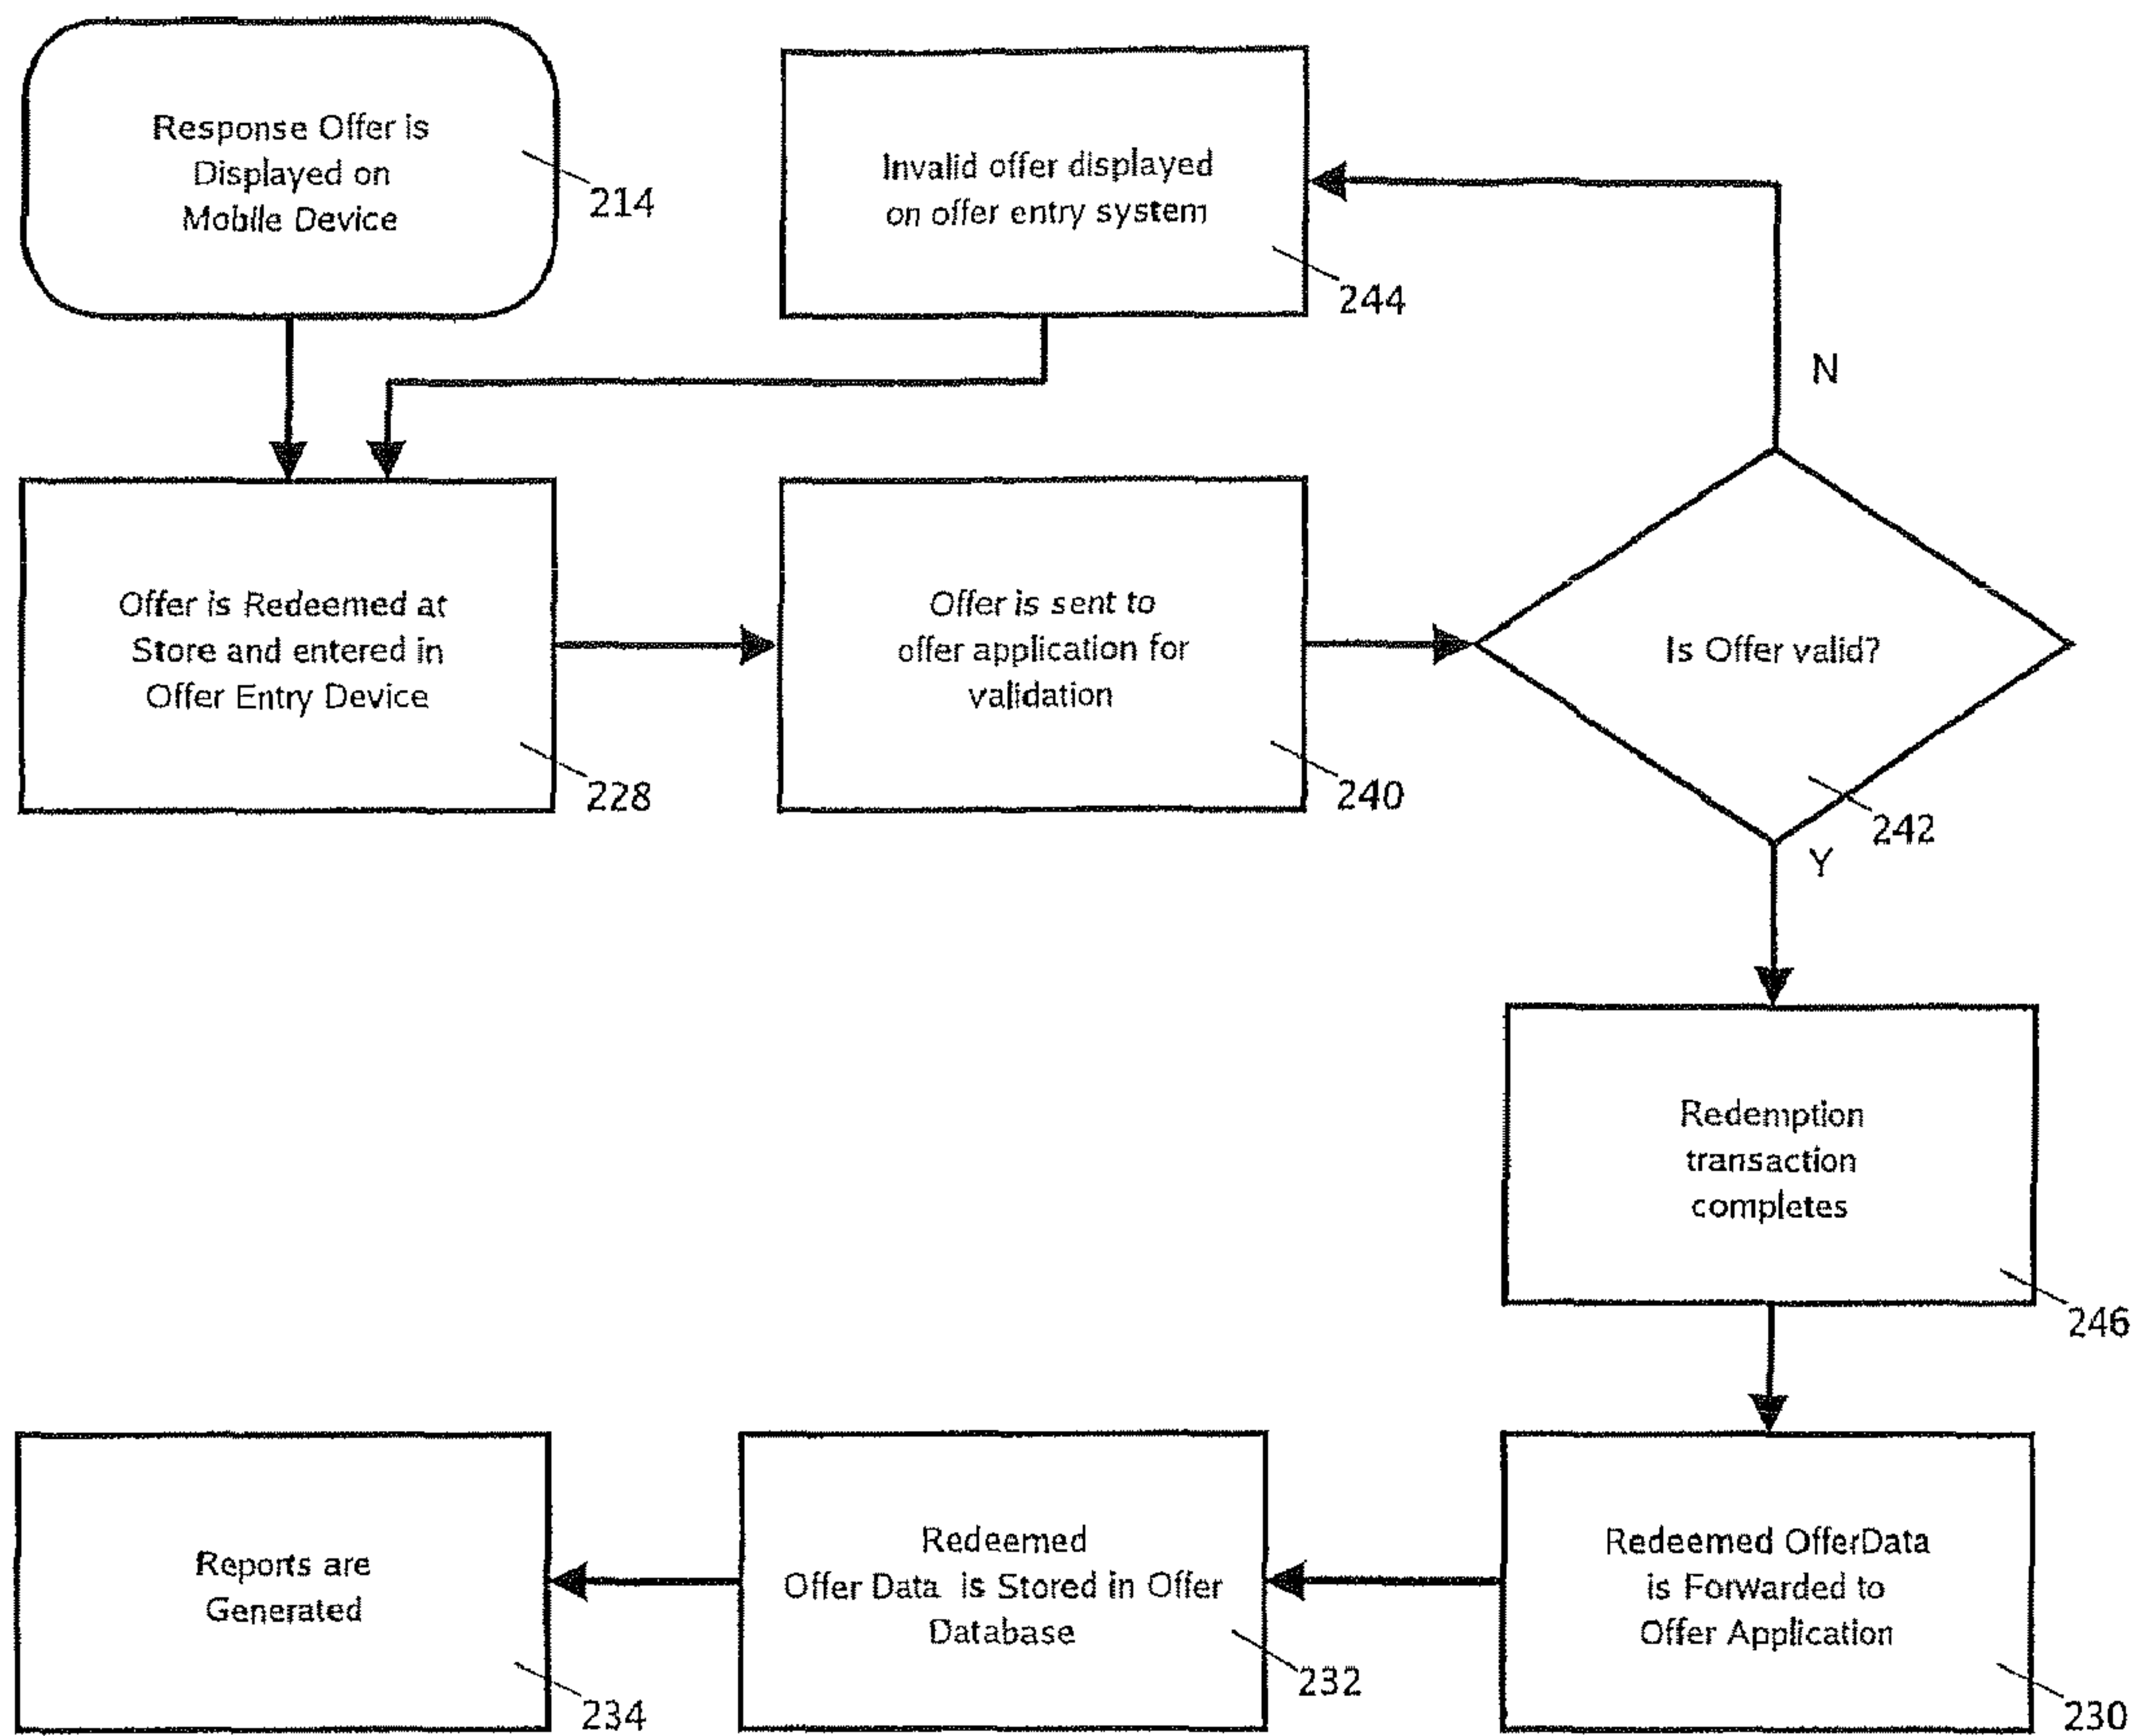 Response Offer is
Displayed on
Mobile Device
214
Invalid offer displayed
on offer entry system
244
N
Offer is Redeemed at
Store and entered in
Offer Entry Device
228
Offer is sent to
offer application for
validation
240
Is Offer valid?
242
Y
Redemption
transaction
completes
246
Reports are
Generated
234
Redeemed
Offer Data is Stored in Offer
Database
232
Redeemed OfferData
is Forwarded to
Offer Application
230